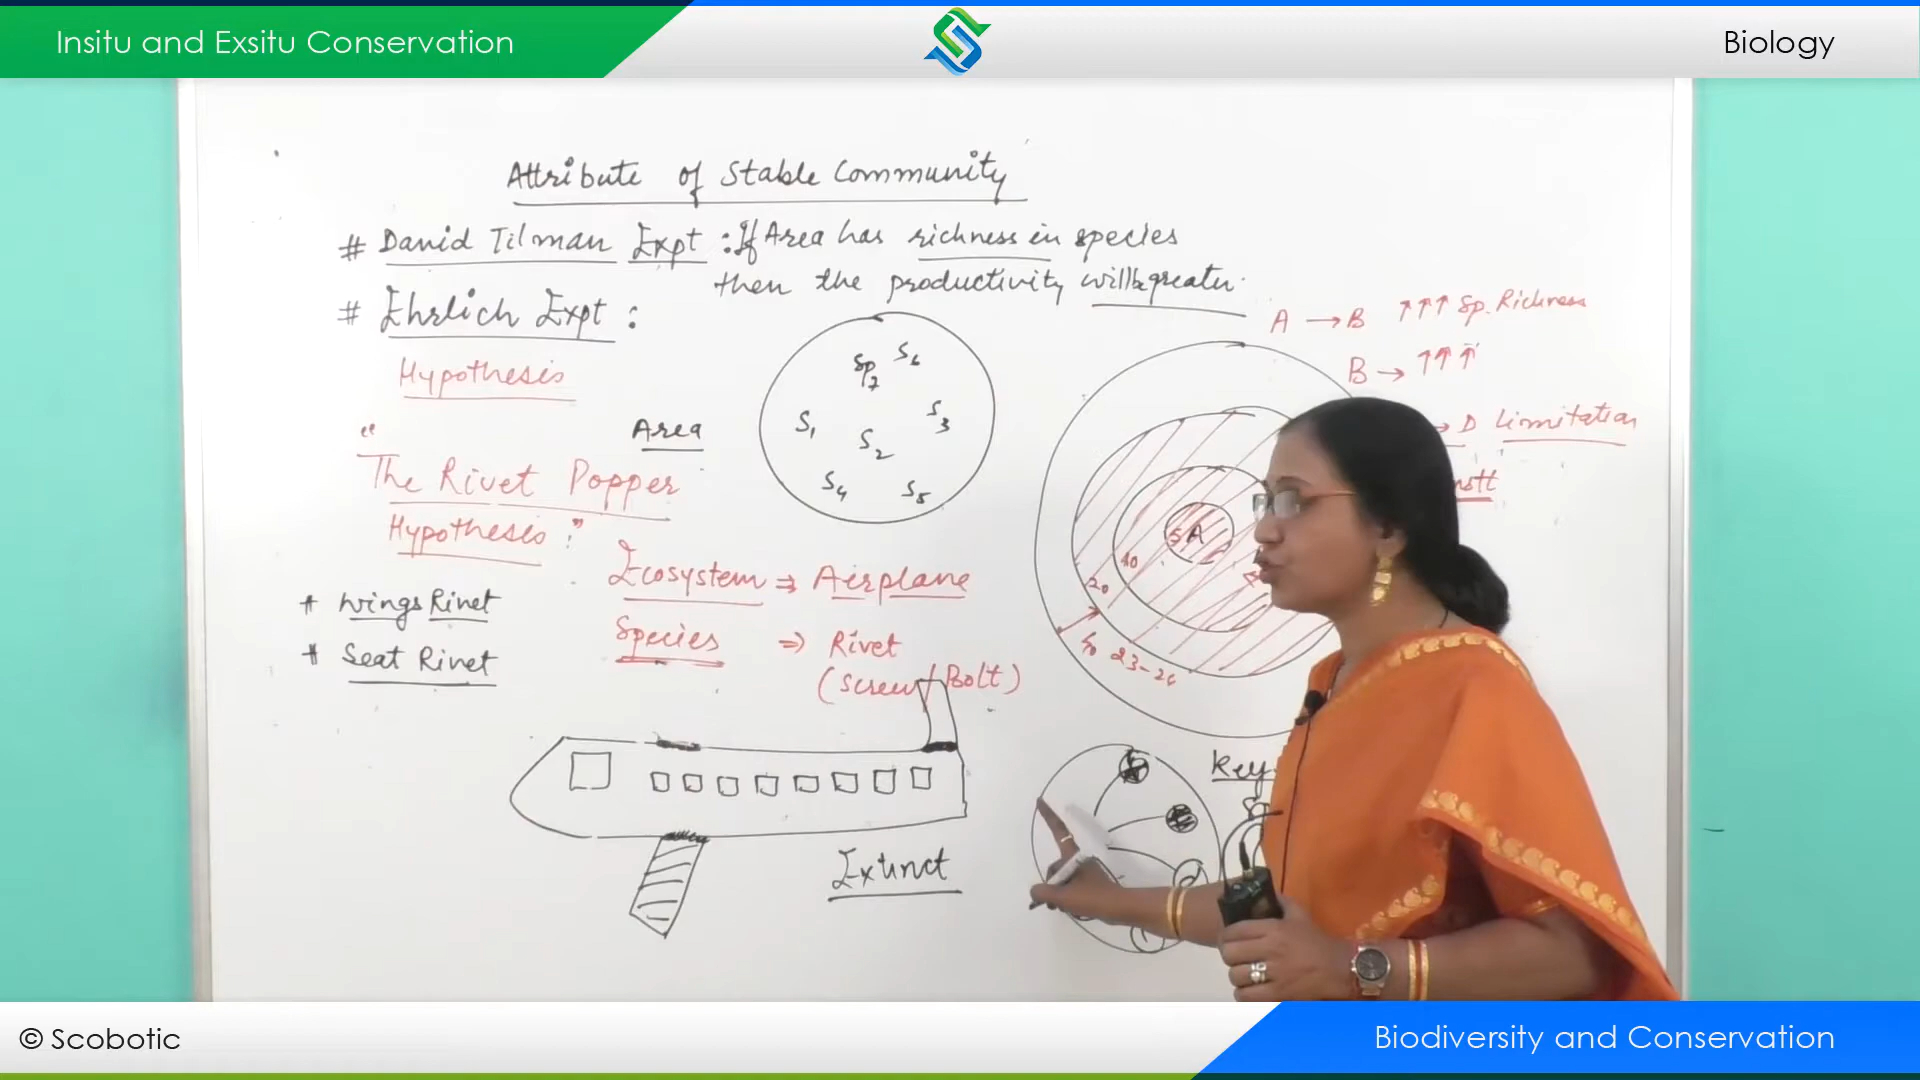 Insitu and Exsitu Conservation
Biology
Attribute of Stable Community
# David Tilman Expt : If Area has richness in species
then the productivity will be greater.
# Ehrlich Expt :
A → B ↑↑↑ Sp. Richness
B → ↑↑↑
Hypothesis
Sp7 S6
S1 S3
S2
S4 S5
Area
→ D Limitation
"The Rivet Popper
Hypothesis"
A
10
20
23-26
Ecosystem ⇒ Airplane
Species ⇒ Rivet
(Screw/Bolt)
* Wings Rivet
* Seat Rivet
Key
Extinct
© Scobotic
Biodiversity and Conservation